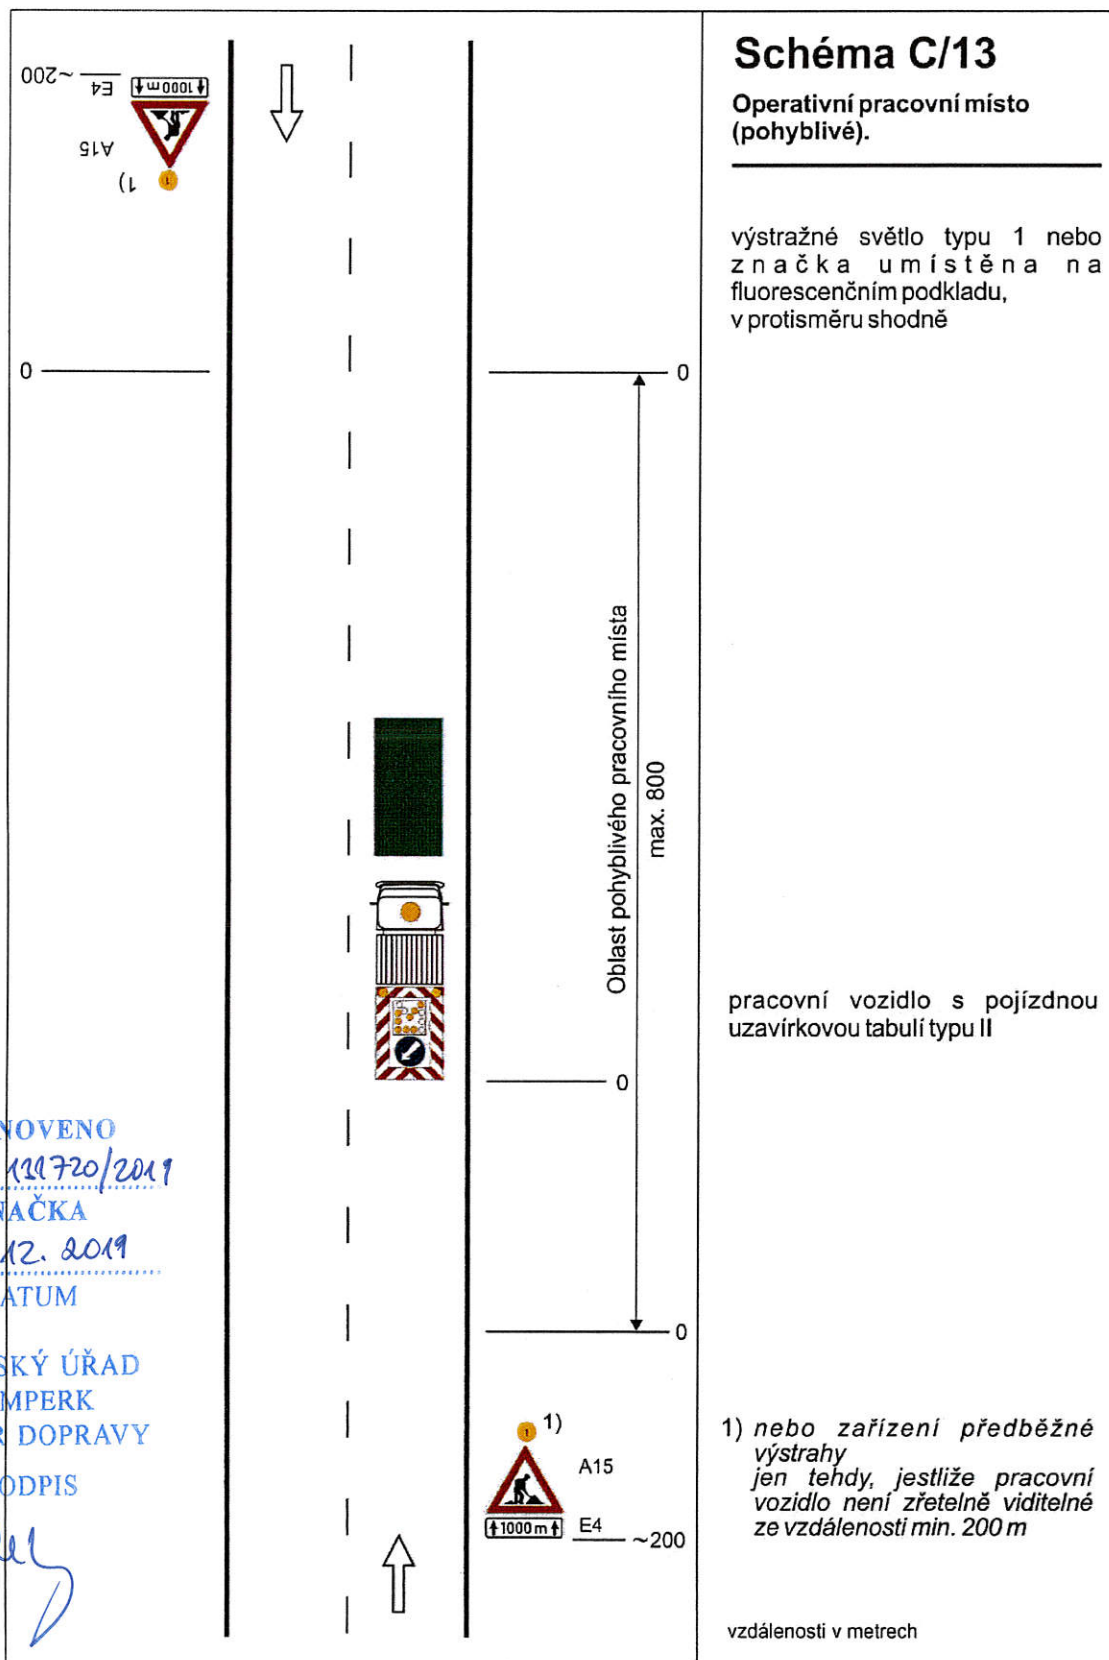 Schéma C/13
Operativní pracovní místo
(pohyblivé).
výstražné světlo typu 1 nebo
značka umístěna na
fluorescenčním podkladu,
v protisměru shodně
~200
E4
1000 m
A15
1)
1
0
0
Oblast pohyblivého pracovního místa
max. 800
pracovní vozidlo s pojízdnou
uzavírkovou tabulí typu II
0
0
NOVENO
131720/2019
NAČKA
12. 2019
ATUM
SKÝ ÚŘAD
MPERK
R DOPRAVY
ODPIS
1
1)
A15
1000 m
E4
~200
1) nebo zařízení předběžné
výstrahy
jen tehdy, jestliže pracovní
vozidlo není zřetelně viditelné
ze vzdálenosti min. 200 m
vzdálenosti v metrech